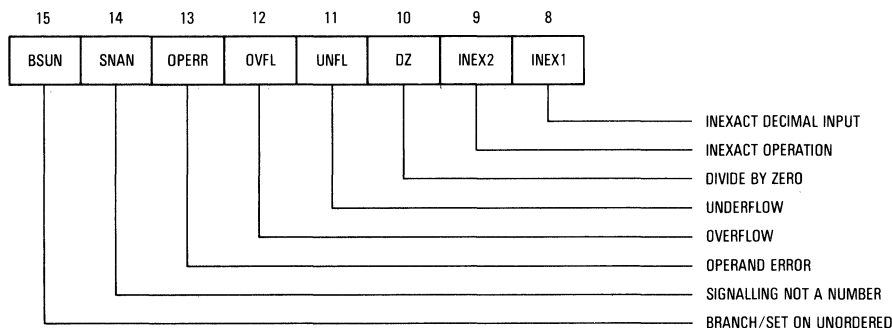 15 14 13 12 11 10 9 8
BSUN SNAN OPERR OVFL UNFL DZ INEX2 INEX1
INEXACT DECIMAL INPUT
INEXACT OPERATION
DIVIDE BY ZERO
UNDERFLOW
OVERFLOW
OPERAND ERROR
SIGNALLING NOT A NUMBER
BRANCH/SET ON UNORDERED